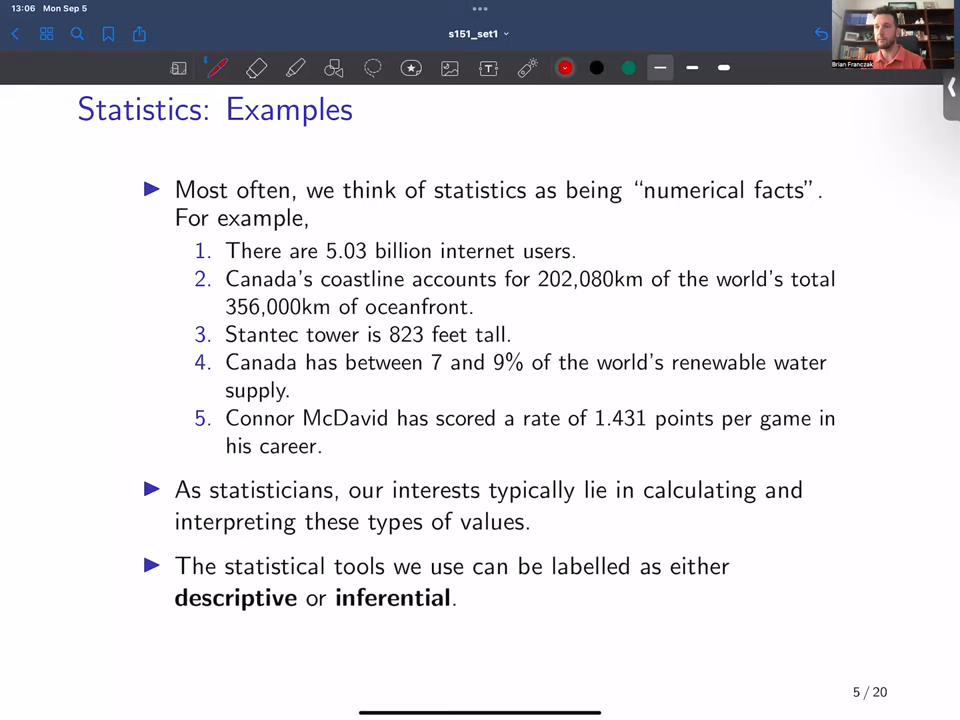 13:06 Mon Sep 5
s151_set1
Brian Franczak
Statistics: Examples
Most often, we think of statistics as being “numerical facts”.
For example,
1. There are 5.03 billion internet users.
2. Canada’s coastline accounts for 202,080km of the world’s total
356,000km of oceanfront.
3. Stantec tower is 823 feet tall.
4. Canada has between 7 and 9% of the world’s renewable water
supply.
5. Connor McDavid has scored a rate of 1.431 points per game in
his career.
As statisticians, our interests typically lie in calculating and
interpreting these types of values.
The statistical tools we use can be labelled as either
descriptive or inferential.
5 / 20